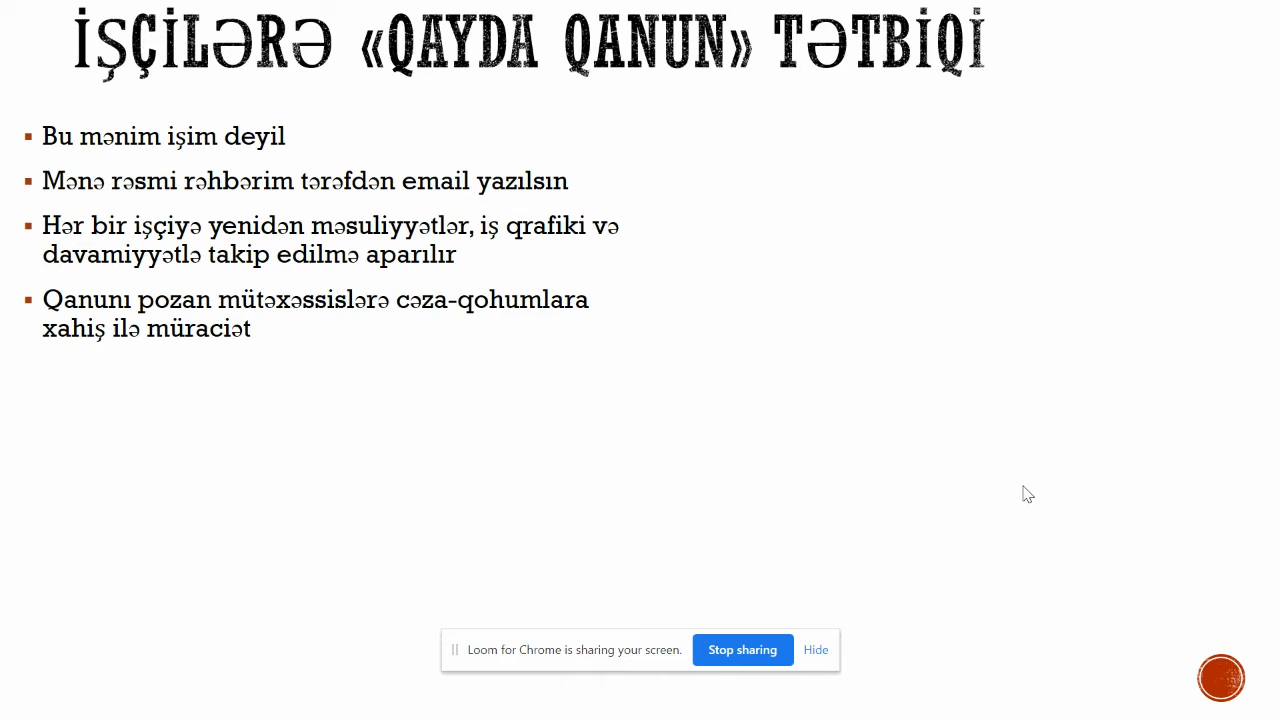 İŞÇİLƏRƏ «QAYDA QANUN» TƏTBİQİ
Bu mənim işim deyil
Mənə rəsmi rəhbərim tərəfdən email yazılsın
Hər bir işçiyə yenidən məsuliyyətlər, iş qrafiki və
davamiyyətlə takip edilmə aparılır
Qanunı pozan mütəxəssislərə cəza-qohumlara
xahiş ilə müraciət
Loom for Chrome is sharing your screen. Stop sharing Hide